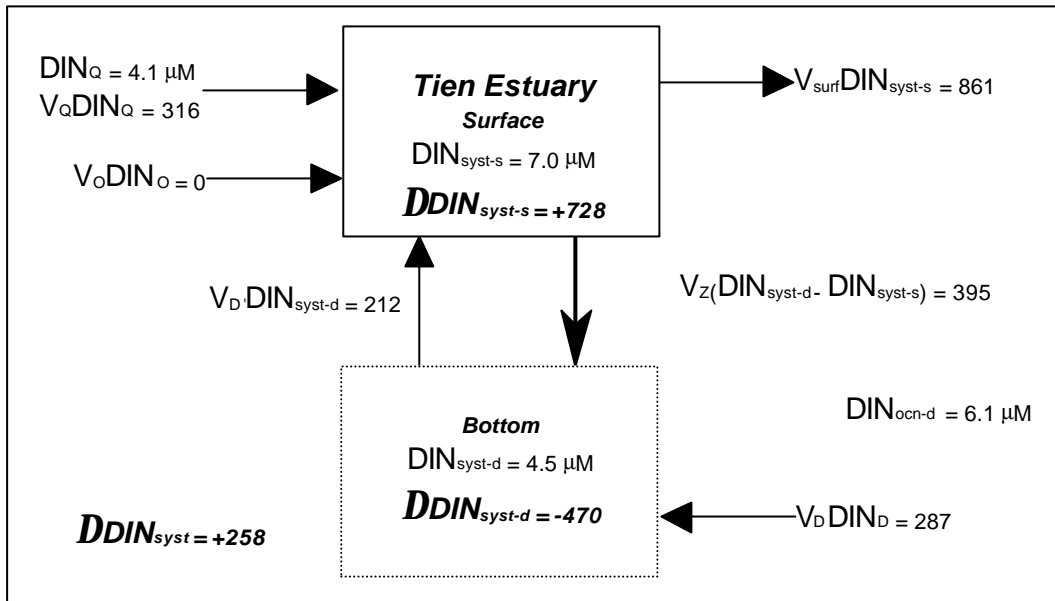 DINQ = 4.1 μM
VQDINQ = 316
VODINO = 0
Tien Estuary
Surface
DINsyst-s = 7.0 μM
DDINsyst-s = +728
VsurfDINsyst-s = 861
VD'DINsyst-d = 212
VZ(DINsyst-d- DINsyst-s) = 395
Bottom
DINsyst-d = 4.5 μM
DDINsyst-d = -470
DINocn-d = 6.1 μM
VDDIND = 287
DDINsyst = +258